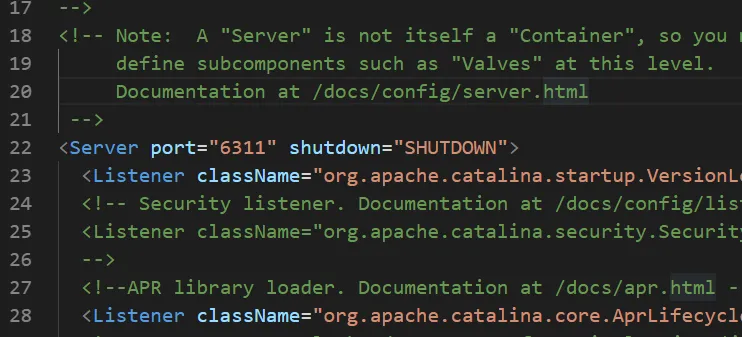 17 -->
18 <!-- Note:  A "Server" is not itself a "Container", so you
19 define subcomponents such as "Valves" at this level.
20 Documentation at /docs/config/server.html
21 -->
22 <Server port="6311" shutdown="SHUTDOWN">
23 <Listener className="org.apache.catalina.startup.VersionLo
24 <!-- Security listener. Documentation at /docs/config/list
25 <Listener className="org.apache.catalina.security.Security
26 -->
27 <!--APR library loader. Documentation at /docs/apr.html -
28 <Listener className="org.apache.catalina.core.AprLifecycle